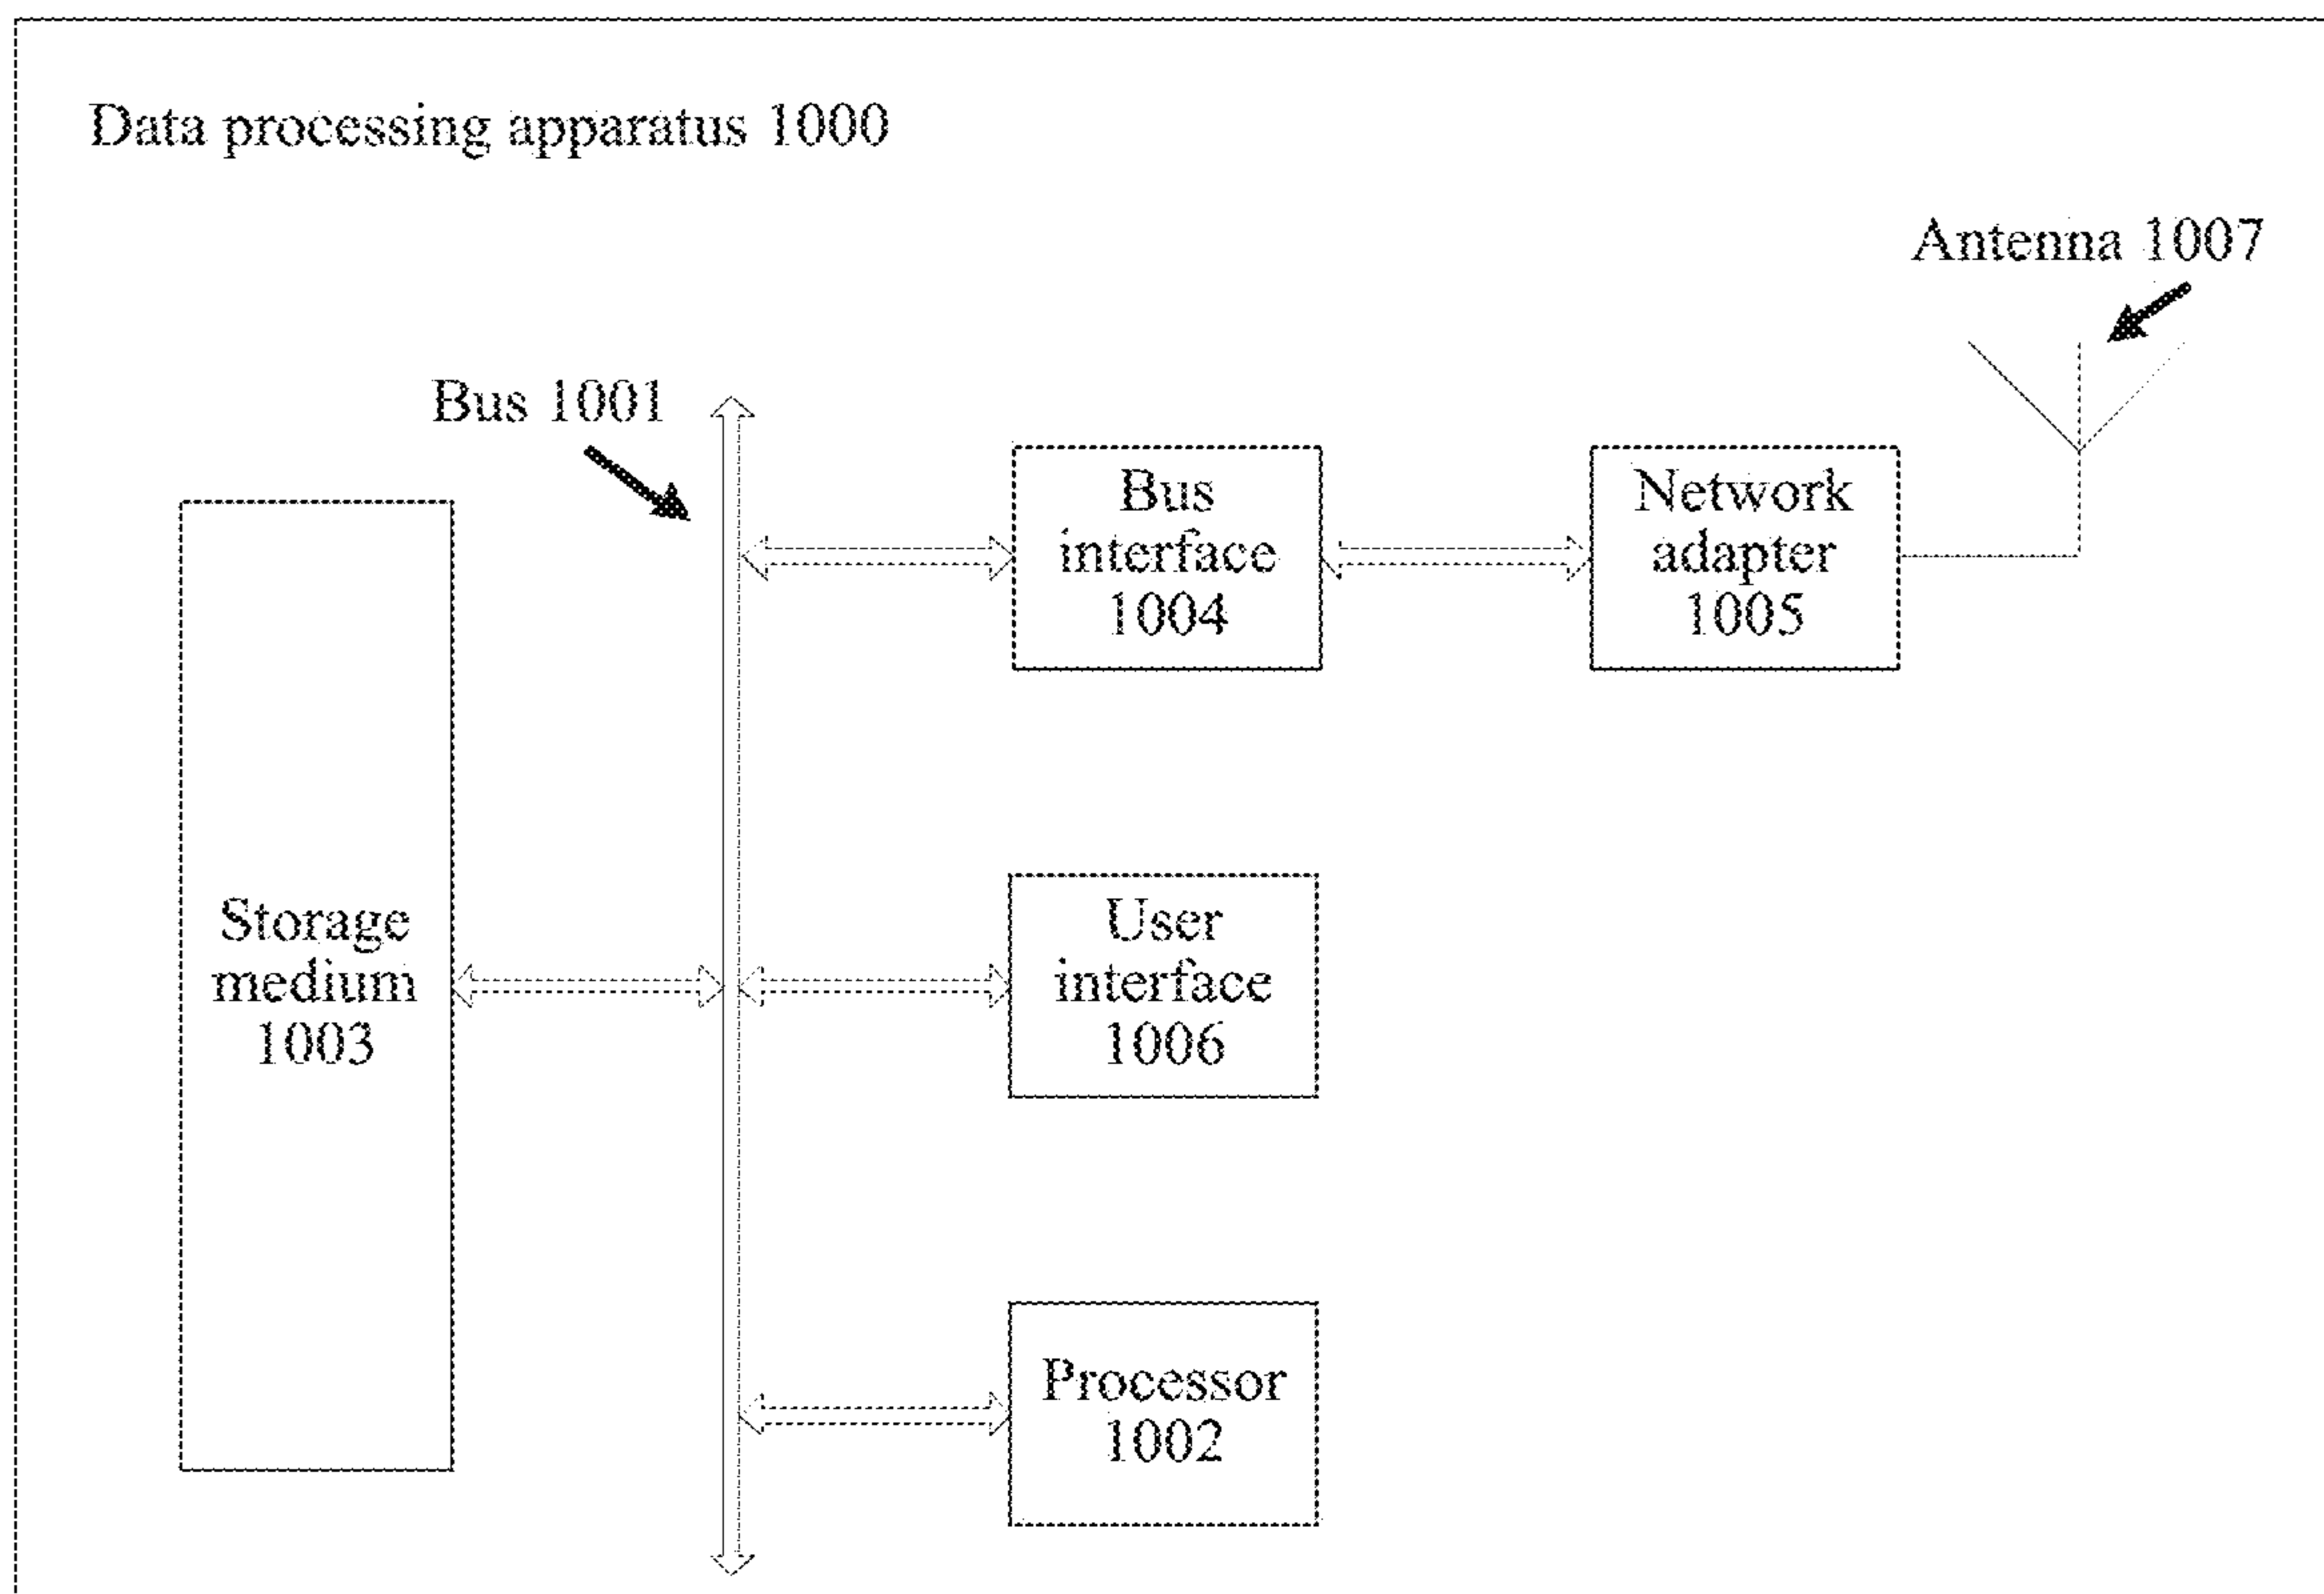 Data processing apparatus 1000
Antenna 1007
Bus 1001
Bus
interface
1004
Network
adapter
1005
Storage
medium
1003
User
interface
1006
Processor
1002